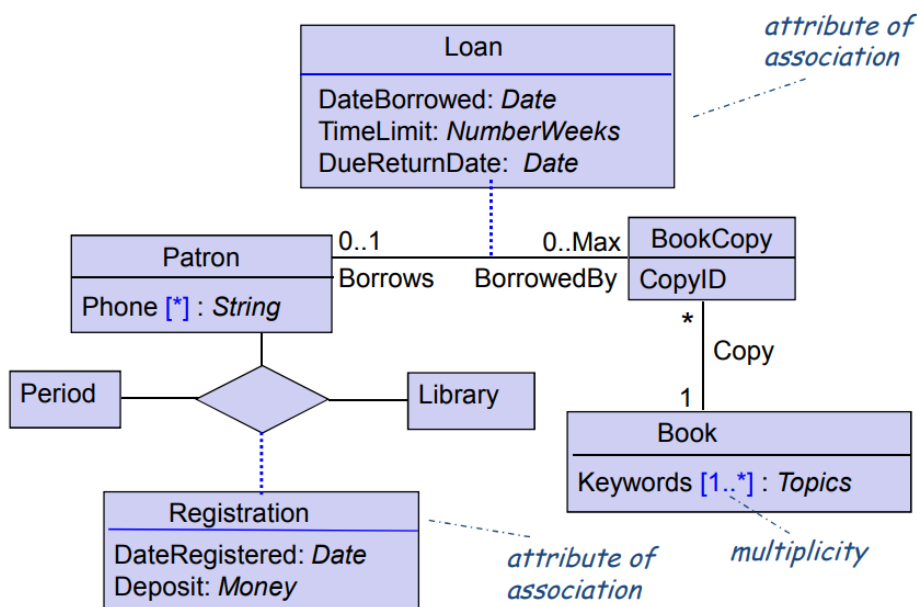 attribute of
association
Loan
DateBorrowed: Date
TimeLimit: NumberWeeks
DueReturnDate: Date
Patron
Phone [*] : String
0..1
Borrows
0..Max
BorrowedBy
BookCopy
CopyID
*
Copy
1
Period
Library
Book
Keywords [1..*] : Topics
Registration
DateRegistered: Date
Deposit: Money
attribute of
association
multiplicity